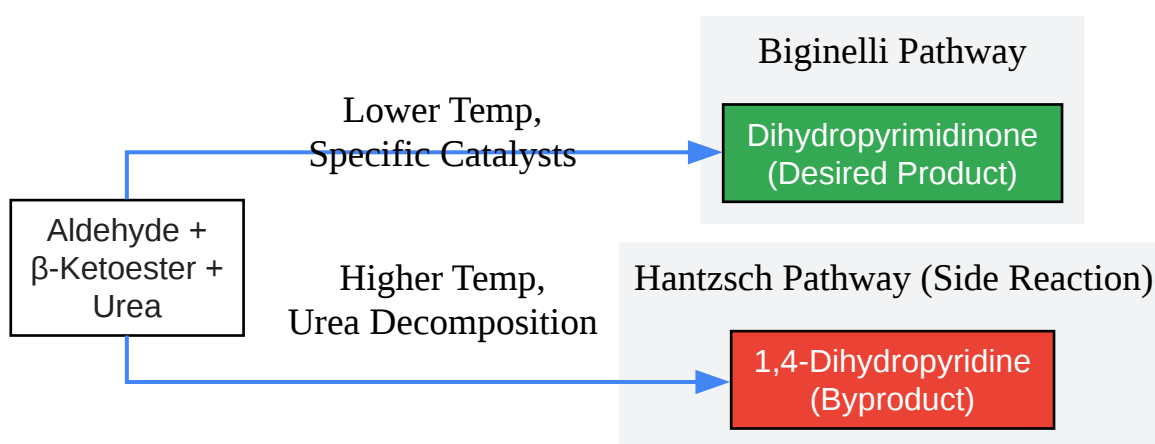 Biginelli Pathway
Lower Temp,
Specific Catalysts
Dihydropyrimidinone
(Desired Product)
Aldehyde +
β-Ketoester +
Urea
Higher Temp,
Urea Decomposition
Hantzsch Pathway (Side Reaction)
1,4-Dihydropyridine
(Byproduct)